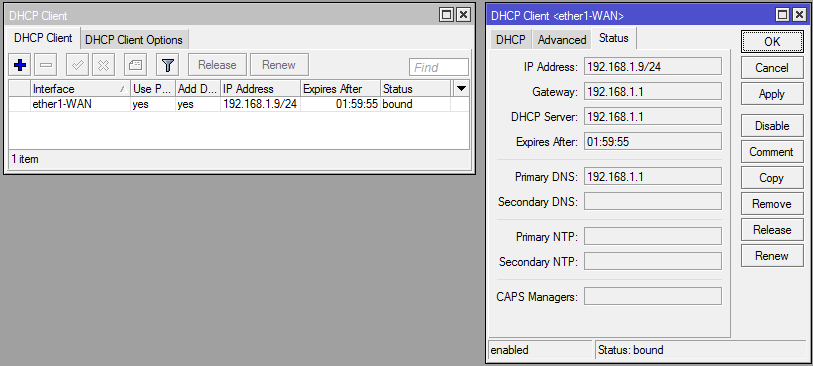 DHCP Client
DHCP Client DHCP Client Options
Release Renew Find
Interface / Use P... Add D... IP Address Expires After Status
ether1-WAN yes yes 192.168.1.9/24 01:59:55 bound
1 item
DHCP Client <ether1-WAN>
DHCP Advanced Status
IP Address: 192.168.1.9/24
Gateway: 192.168.1.1
DHCP Server: 192.168.1.1
Expires After: 01:59:55
Primary DNS: 192.168.1.1
Secondary DNS:
Primary NTP:
Secondary NTP:
CAPS Managers:
OK
Cancel
Apply
Disable
Comment
Copy
Remove
Release
Renew
enabled Status: bound